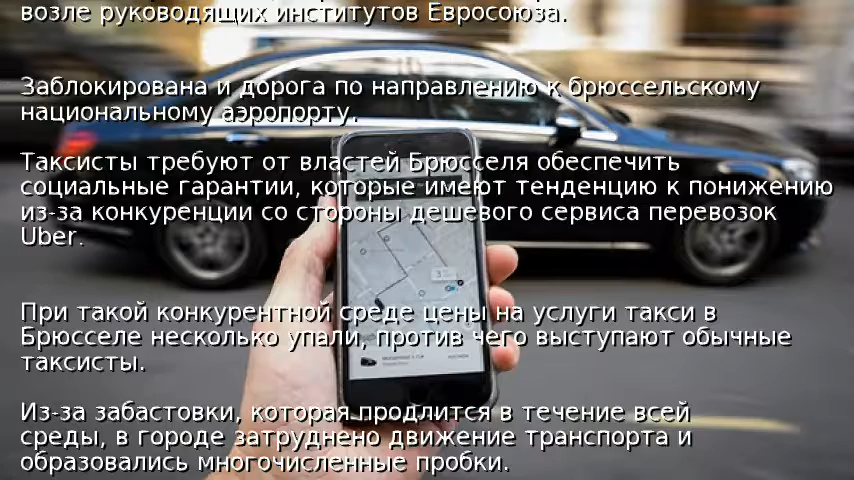 возле руководящих институтов Евросоюза.
Заблокирована и дорога по направлению к брюссельскому
национальному аэропорту.
Таксисты требуют от властей Брюсселя обеспечить
социальные гарантии, которые имеют тенденцию к понижению
из-за конкуренции со стороны дешевого сервиса перевозок
Uber.
При такой конкурентной среде цены на услуги такси в
Брюсселе несколько упали, против чего выступают обычные
таксисты.
Из-за забастовки, которая продлится в течение всей
среды, в городе затруднено движение транспорта и
образовались многочисленные пробки.